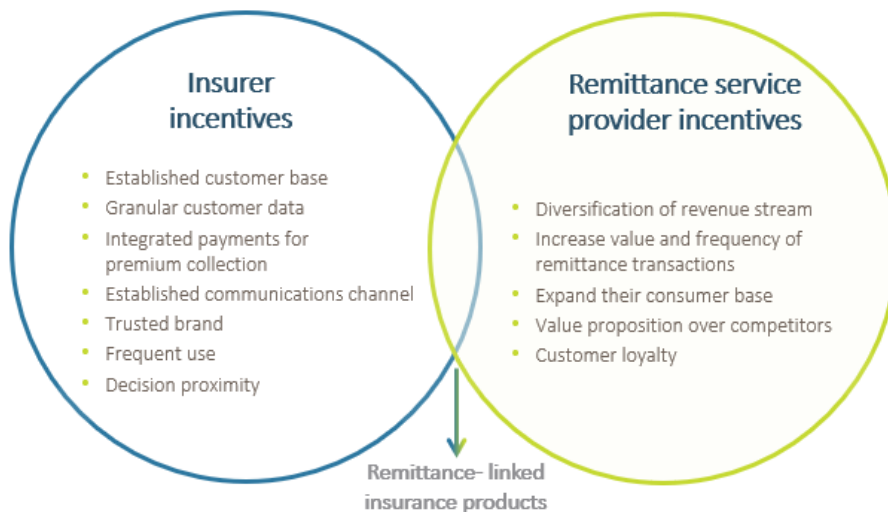 Insurer
incentives
• Established customer base
• Granular customer data
• Integrated payments for
premium collection
• Established communications channel
• Trusted brand
• Frequent use
• Decision proximity
Remittance service
provider incentives
• Diversification of revenue stream
• Increase value and frequency of
remittance transactions
• Expand their consumer base
• Value proposition over competitors
• Customer loyalty
Remittance- linked
insurance products